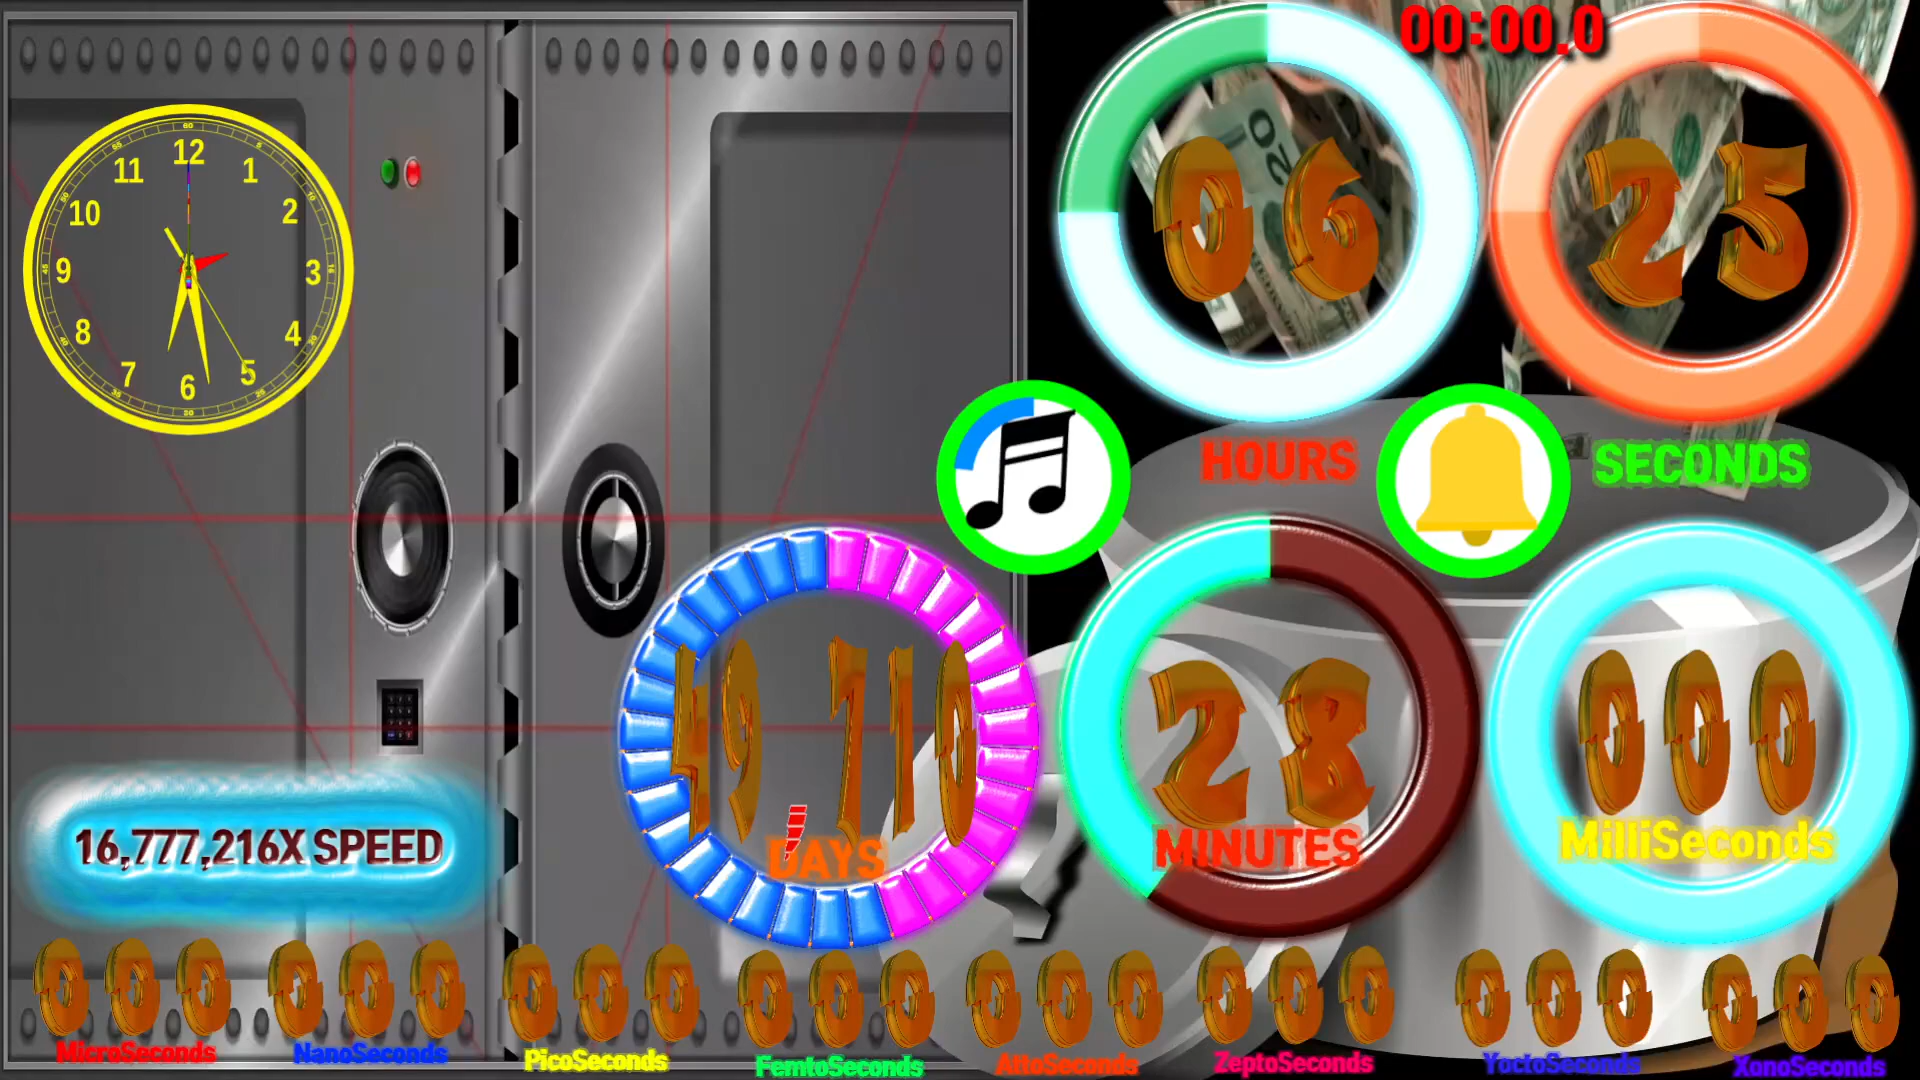 00:00.0
12
11 1
10 2
9 3
8 4
7 5
6
06 25
HOURS
SECONDS
49,710
28
000
DAYS
MINUTES
MilliSeconds
16,777,216X SPEED
000 000 000 000 000 000 000 000
MicroSeconds NanoSeconds PicoSeconds FemtoSeconds AttoSeconds ZeptoSeconds YoctoSeconds XonoSeconds